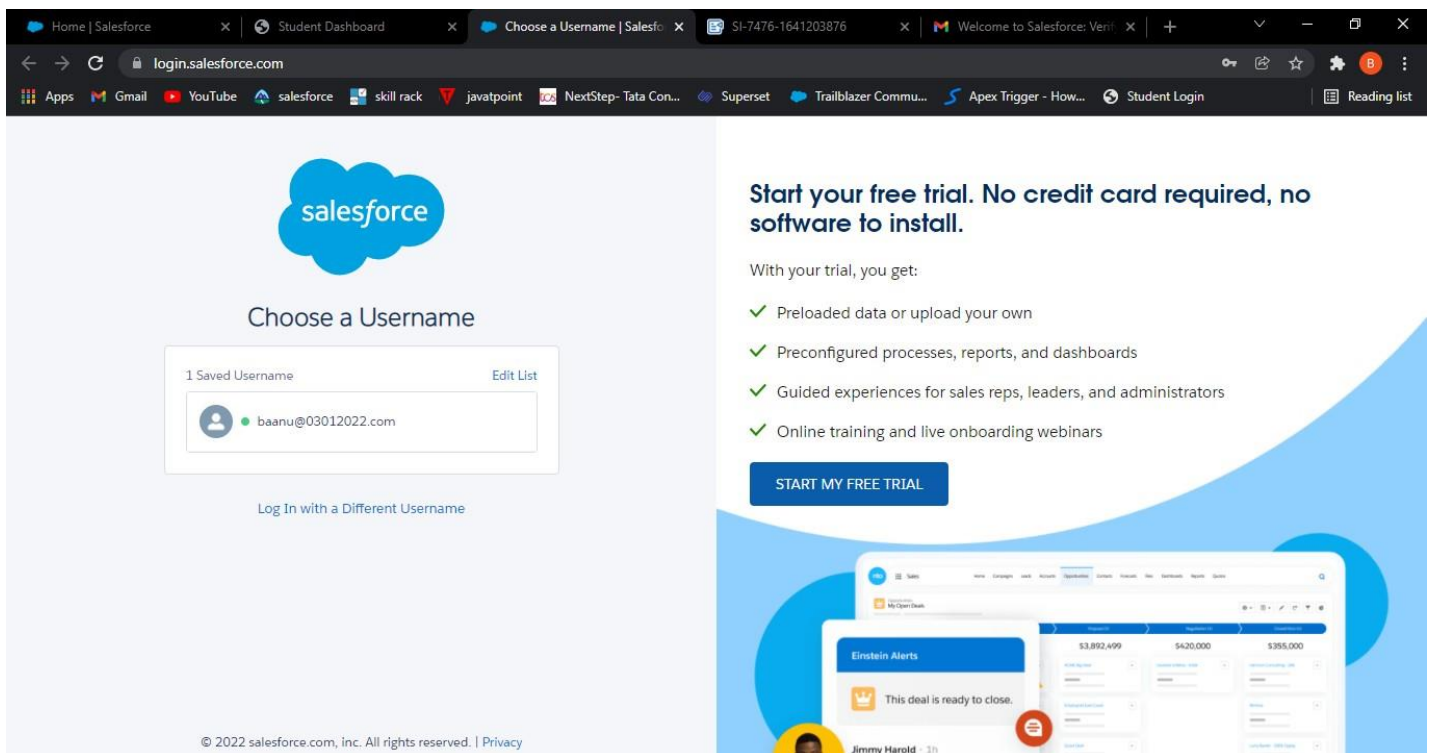 Home | Salesforce
Student Dashboard
Choose a Username | Salesfo
SI-7476-1641203876
Welcome to Salesforce: Verif
login.salesforce.com
B
Apps
Gmail
YouTube
salesforce
skill rack
javatpoint
NextStep- Tata Con...
Superset
Trailblazer Commu...
Apex Trigger - How...
Student Login
Reading list
salesforce
Choose a Username
1 Saved Username
Edit List
baanu@03012022.com
Log In with a Different Username
© 2022 salesforce.com, inc. All rights reserved. | Privacy
Start your free trial. No credit card required, no
software to install.
With your trial, you get:
Preloaded data or upload your own
Preconfigured processes, reports, and dashboards
Guided experiences for sales reps, leaders, and administrators
Online training and live onboarding webinars
START MY FREE TRIAL
Sales
My Open Deals
$3,892,499
$420,000
$355,000
Einstein Alerts
This deal is ready to close.
Jimmy Harold · 1h